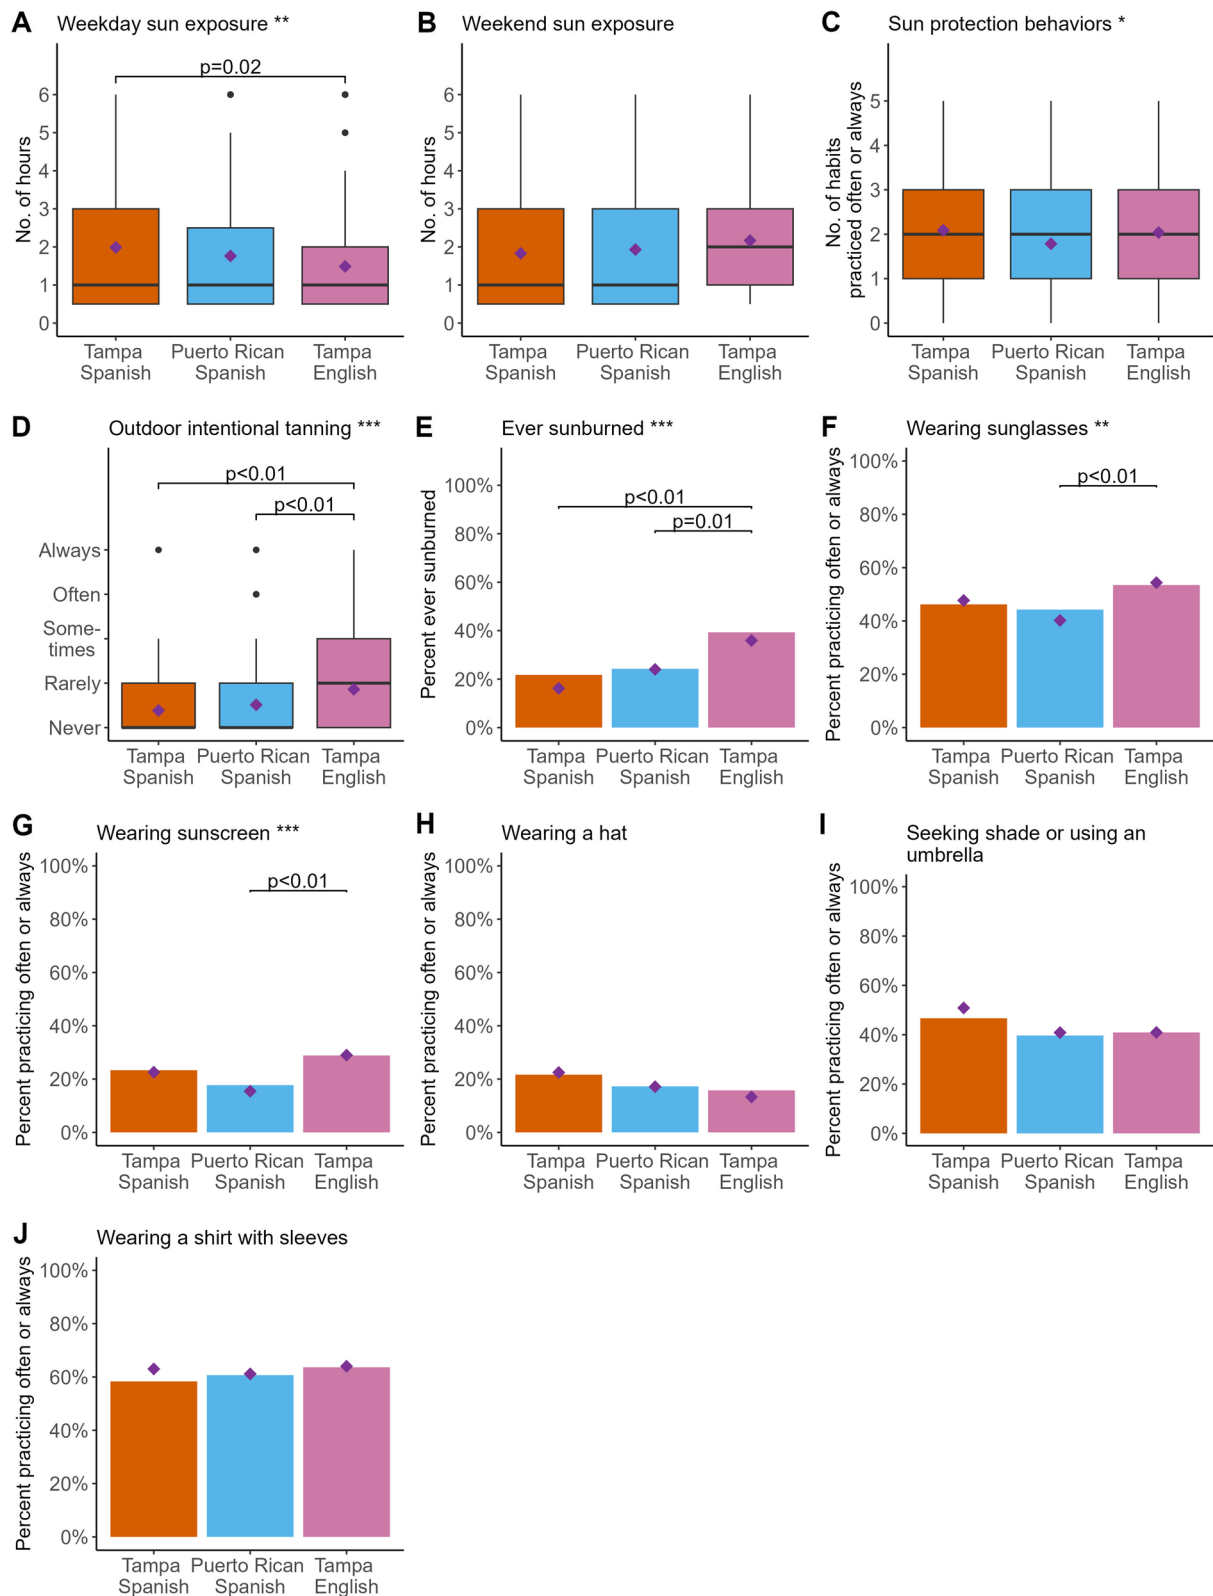 A Weekday sun exposure **
p=0.02
No. of hours
6
5
4
3
2
1
0
Tampa Spanish
Puerto Rican Spanish
Tampa English
B Weekend sun exposure
No. of hours
6
5
4
3
2
1
0
Tampa Spanish
Puerto Rican Spanish
Tampa English
C Sun protection behaviors *
No. of habits
practiced often or always
5
4
3
2
1
0
Tampa Spanish
Puerto Rican Spanish
Tampa English
D Outdoor intentional tanning ***
p<0.01
p<0.01
Always
Often
Some-
times
Rarely
Never
Tampa Spanish
Puerto Rican Spanish
Tampa English
E Ever sunburned ***
Percent ever sunburned
p<0.01
p=0.01
100%
80%
60%
40%
20%
0%
Tampa Spanish
Puerto Rican Spanish
Tampa English
F Wearing sunglasses **
Percent practicing often or always
p<0.01
100%
80%
60%
40%
20%
0%
Tampa Spanish
Puerto Rican Spanish
Tampa English
G Wearing sunscreen ***
Percent practicing often or always
p<0.01
100%
80%
60%
40%
20%
0%
Tampa Spanish
Puerto Rican Spanish
Tampa English
H Wearing a hat
Percent practicing often or always
100%
80%
60%
40%
20%
0%
Tampa Spanish
Puerto Rican Spanish
Tampa English
I Seeking shade or using an
umbrella
Percent practicing often or always
100%
80%
60%
40%
20%
0%
Tampa Spanish
Puerto Rican Spanish
Tampa English
J Wearing a shirt with sleeves
Percent practicing often or always
100%
80%
60%
40%
20%
0%
Tampa Spanish
Puerto Rican Spanish
Tampa English